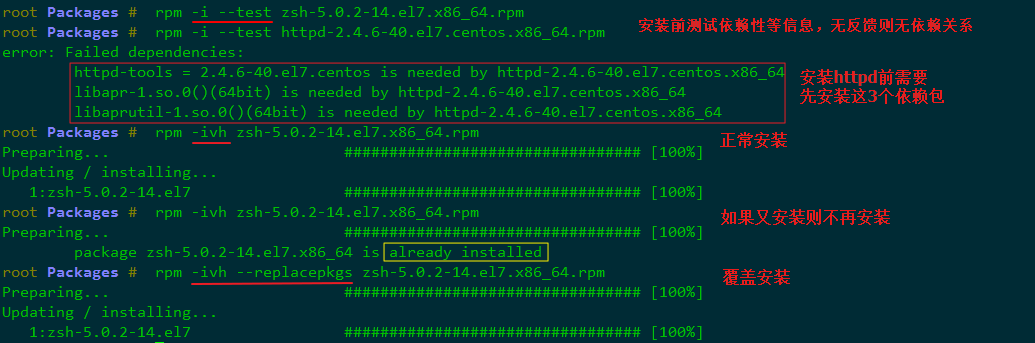 root Packages # rpm -i --test zsh-5.0.2-14.el7.x86_64.rpm
root Packages # rpm -i --test httpd-2.4.6-40.el7.centos.x86_64.rpm
安装前测试依赖性等信息，无反馈则无依赖关系
error: Failed dependencies:
httpd-tools = 2.4.6-40.el7.centos is needed by httpd-2.4.6-40.el7.centos.x86_64
libapr-1.so.0()(64bit) is needed by httpd-2.4.6-40.el7.centos.x86_64
libaprutil-1.so.0()(64bit) is needed by httpd-2.4.6-40.el7.centos.x86_64
安装httpd前需要
先安装这3个依赖包
root Packages # rpm -ivh zsh-5.0.2-14.el7.x86_64.rpm
正常安装
Preparing... ################################# [100%]
Updating / installing...
1:zsh-5.0.2-14.el7 ################################# [100%]
root Packages # rpm -ivh zsh-5.0.2-14.el7.x86_64.rpm
如果又安装则不再安装
Preparing... ################################# [100%]
package zsh-5.0.2-14.el7.x86_64 is already installed
root Packages # rpm -ivh --replacepkgs zsh-5.0.2-14.el7.x86_64.rpm
覆盖安装
Preparing... ################################# [100%]
Updating / installing...
1:zsh-5.0.2-14.el7 ################################# [100%]